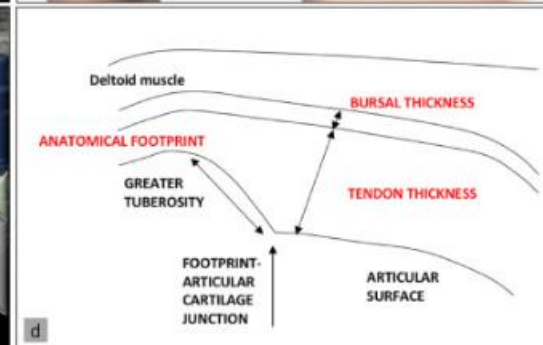 Deltoid muscle
BURSAL THICKNESS
ANATOMICAL FOOTPRINT
GREATER
TUBEROSITY
TENDON THICKNESS
FOOTPRINT-
ARTICULAR
CARTILAGE
JUNCTION
ARTICULAR
SURFACE
d